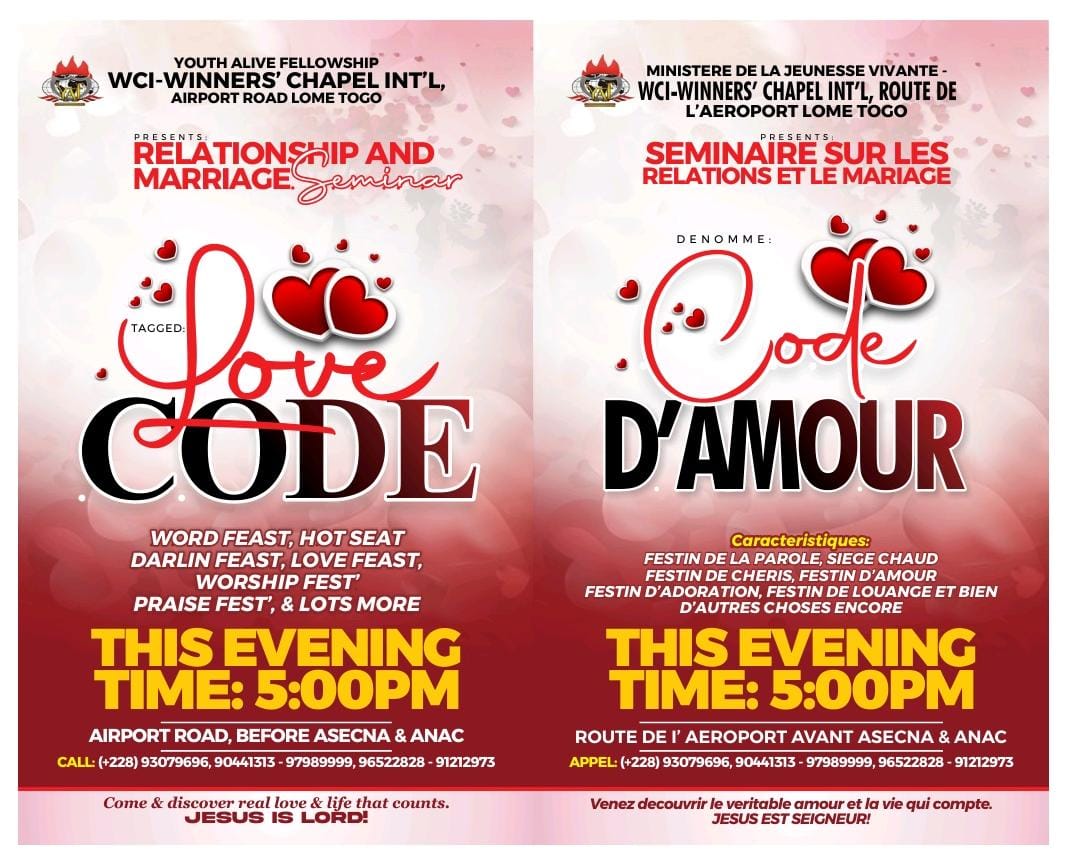 YOUTH ALIVE FELLOWSHIP
WCI-WINNERS' CHAPEL INT'L,
AIRPORT ROAD LOME TOGO
PRESENTS:
RELATIONSHIP AND
MARRIAGE. Seminar
TAGGED:
Love
CODE
WORD FEAST, HOT SEAT
DARLIN FEAST, LOVE FEAST,
WORSHIP FEST'
PRAISE FEST', & LOTS MORE
THIS EVENING
TIME: 5:00PM
AIRPORT ROAD, BEFORE ASECNA & ANAC
CALL: (+228) 93079696, 90441313 - 97989999, 96522828 - 91212973
Come & discover real love & life that counts.
JESUS IS LORD!
MINISTERE DE LA JEUNESSE VIVANTE -
WCI-WINNERS' CHAPEL INT'L, ROUTE DE
L'AEROPORT LOME TOGO
PRESENTS:
SEMINAIRE SUR LES
RELATIONS ET LE MARIAGE
DENOMME:
Code
D'AMOUR
Caracteristiques:
FESTIN DE LA PAROLE, SIEGE CHAUD
FESTIN DE CHERIS, FESTIN D'AMOUR
FESTIN D'ADORATION, FESTIN DE LOUANGE ET BIEN
D'AUTRES CHOSES ENCORE
THIS EVENING
TIME: 5:00PM
ROUTE DE l' AEROPORT AVANT ASECNA & ANAC
APPEL: (+228) 93079696, 90441313 - 97989999, 96522828 - 91212973
Venez decouvrir le veritable amour et la vie qui compte.
JESUS EST SEIGNEUR!